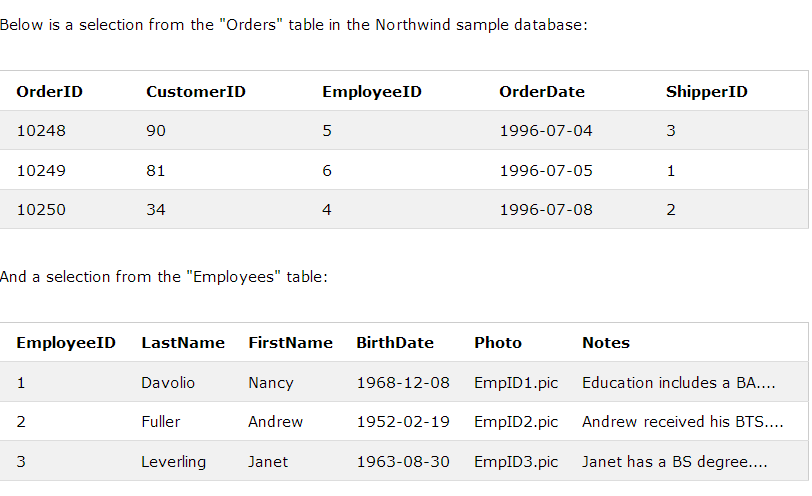 Below is a selection from the "Orders" table in the Northwind sample database:
OrderID CustomerID EmployeeID OrderDate ShipperID
10248 90 5 1996-07-04 3
10249 81 6 1996-07-05 1
10250 34 4 1996-07-08 2
And a selection from the "Employees" table:
EmployeeID LastName FirstName BirthDate Photo Notes
1 Davolio Nancy 1968-12-08 EmpID1.pic Education includes a BA....
2 Fuller Andrew 1952-02-19 EmpID2.pic Andrew received his BTS....
3 Leverling Janet 1963-08-30 EmpID3.pic Janet has a BS degree....